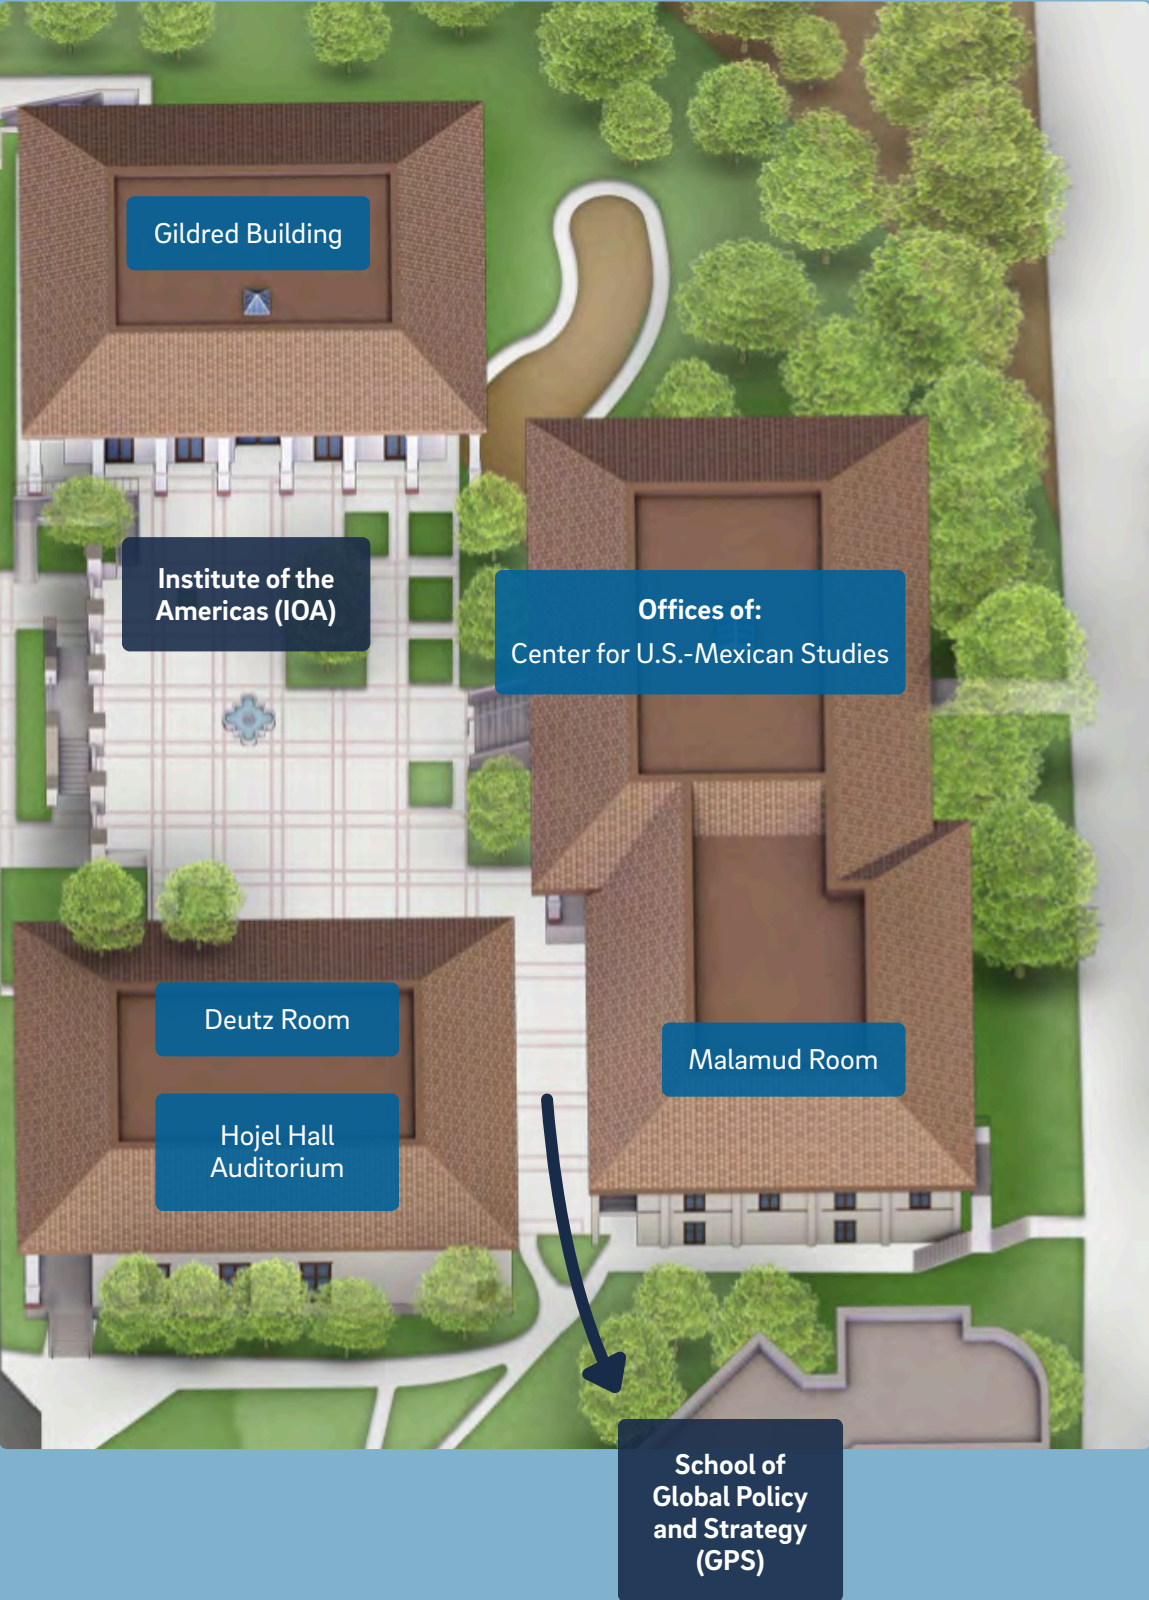 Gildred Building
Institute of the
Americas (IOA)
Offices of:
Center for U.S.-Mexican Studies
Deutz Room
Malamud Room
Hojel Hall
Auditorium
School of
Global Policy
and Strategy
(GPS)